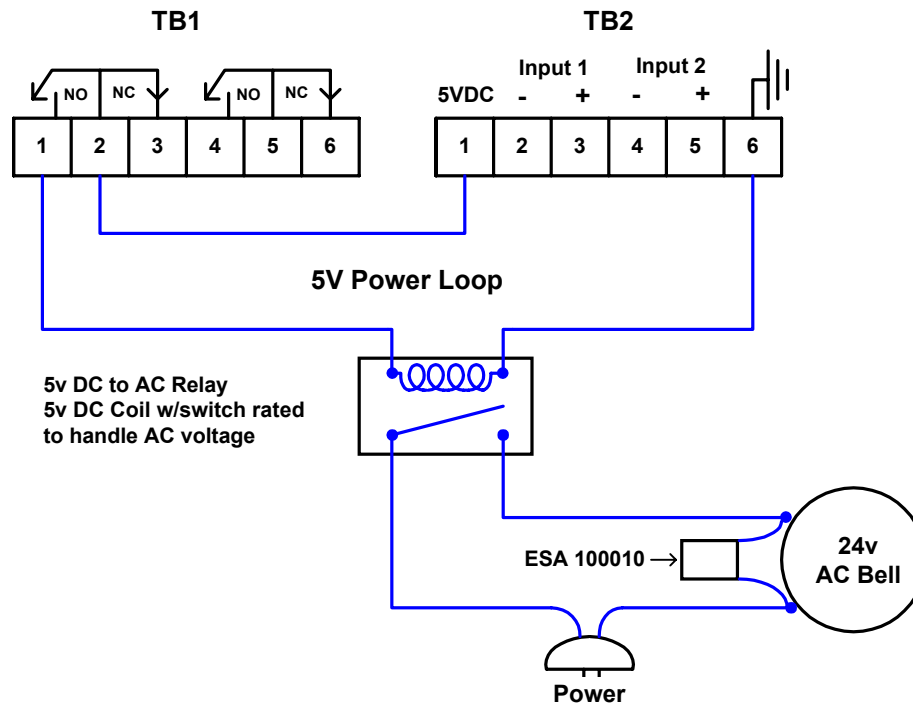 TB1
TB2
NO NC NO NC
Input 1 Input 2
5VDC - + - +
1 2 3 4 5 6
1 2 3 4 5 6
5V Power Loop
5v DC to AC Relay
5v DC Coil w/switch rated
to handle AC voltage
ESA 100010
24v
AC Bell
Power